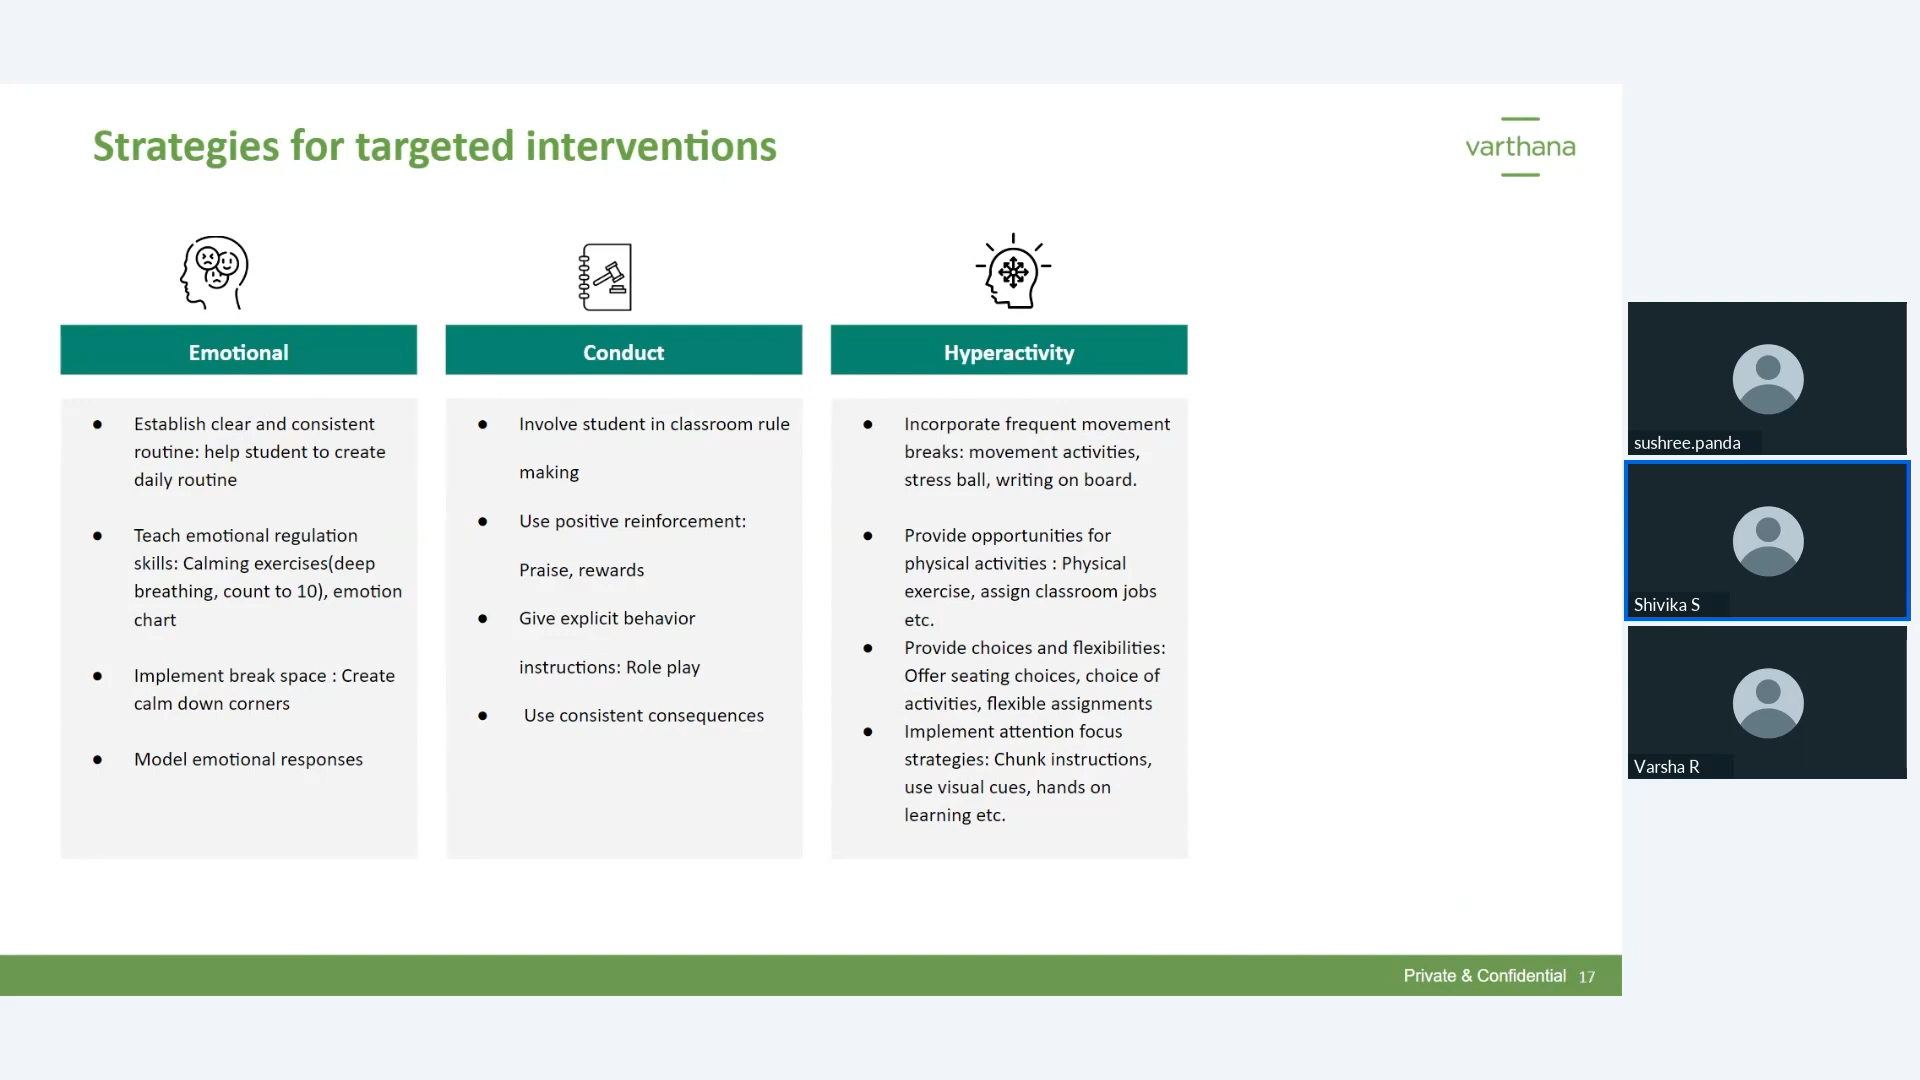 Strategies for targeted interventions
varthana
Emotional
Establish clear and consistent
routine: help student to create
daily routine
Teach emotional regulation
skills: Calming exercises(deep
breathing, count to 10), emotion
chart
Implement break space : Create
calm down corners
Model emotional responses
Conduct
Involve student in classroom rule
making
Use positive reinforcement:
Praise, rewards
Give explicit behavior
instructions: Role play
Use consistent consequences
Hyperactivity
Incorporate frequent movement
breaks: movement activities,
stress ball, writing on board.
Provide opportunities for
physical activities : Physical
exercise, assign classroom jobs
etc.
Provide choices and flexibilities:
Offer seating choices, choice of
activities, flexible assignments
Implement attention focus
strategies: Chunk instructions,
use visual cues, hands on
learning etc.
Private & Confidential 17
sushree.panda
Shivika S
Varsha R